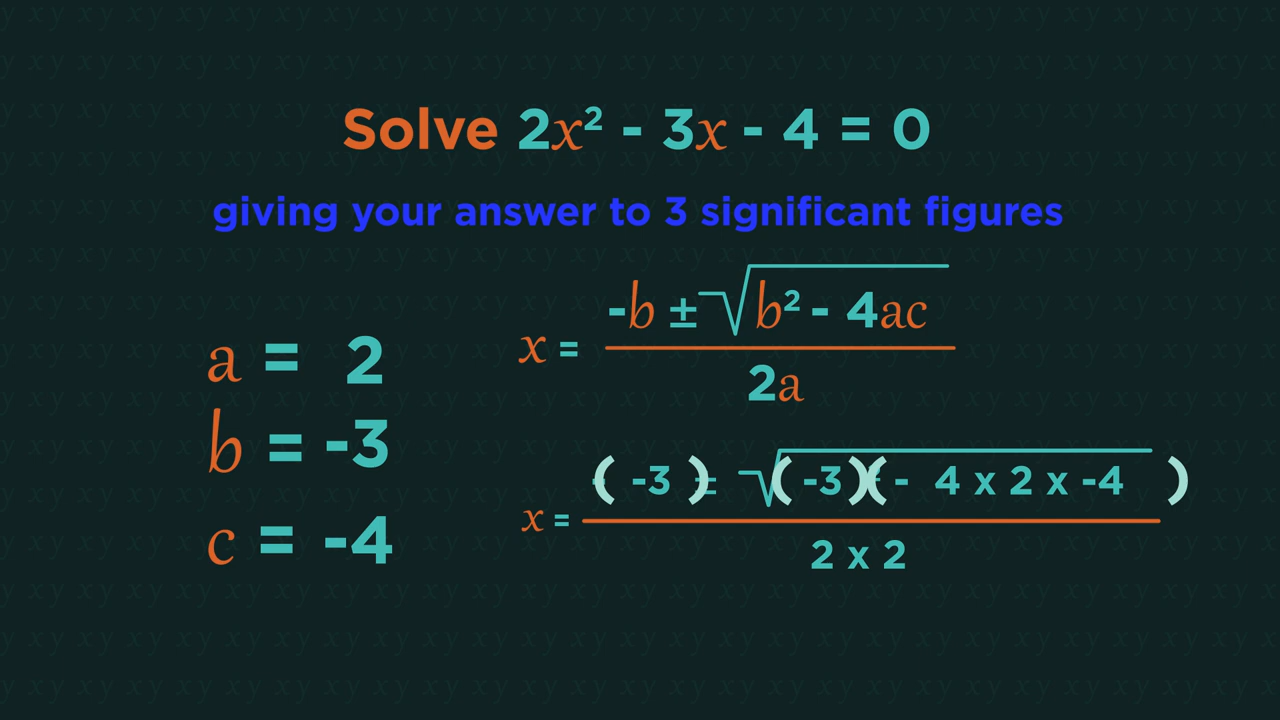 Solve 2x² - 3x - 4 = 0
giving your answer to 3 significant figures
a = 2
b = -3
c = -4
x = -b ± √b² - 4ac
2a
x = ( -3 ) ± √( -3 ) ( - 4 x 2 x -4 )
2 x 2